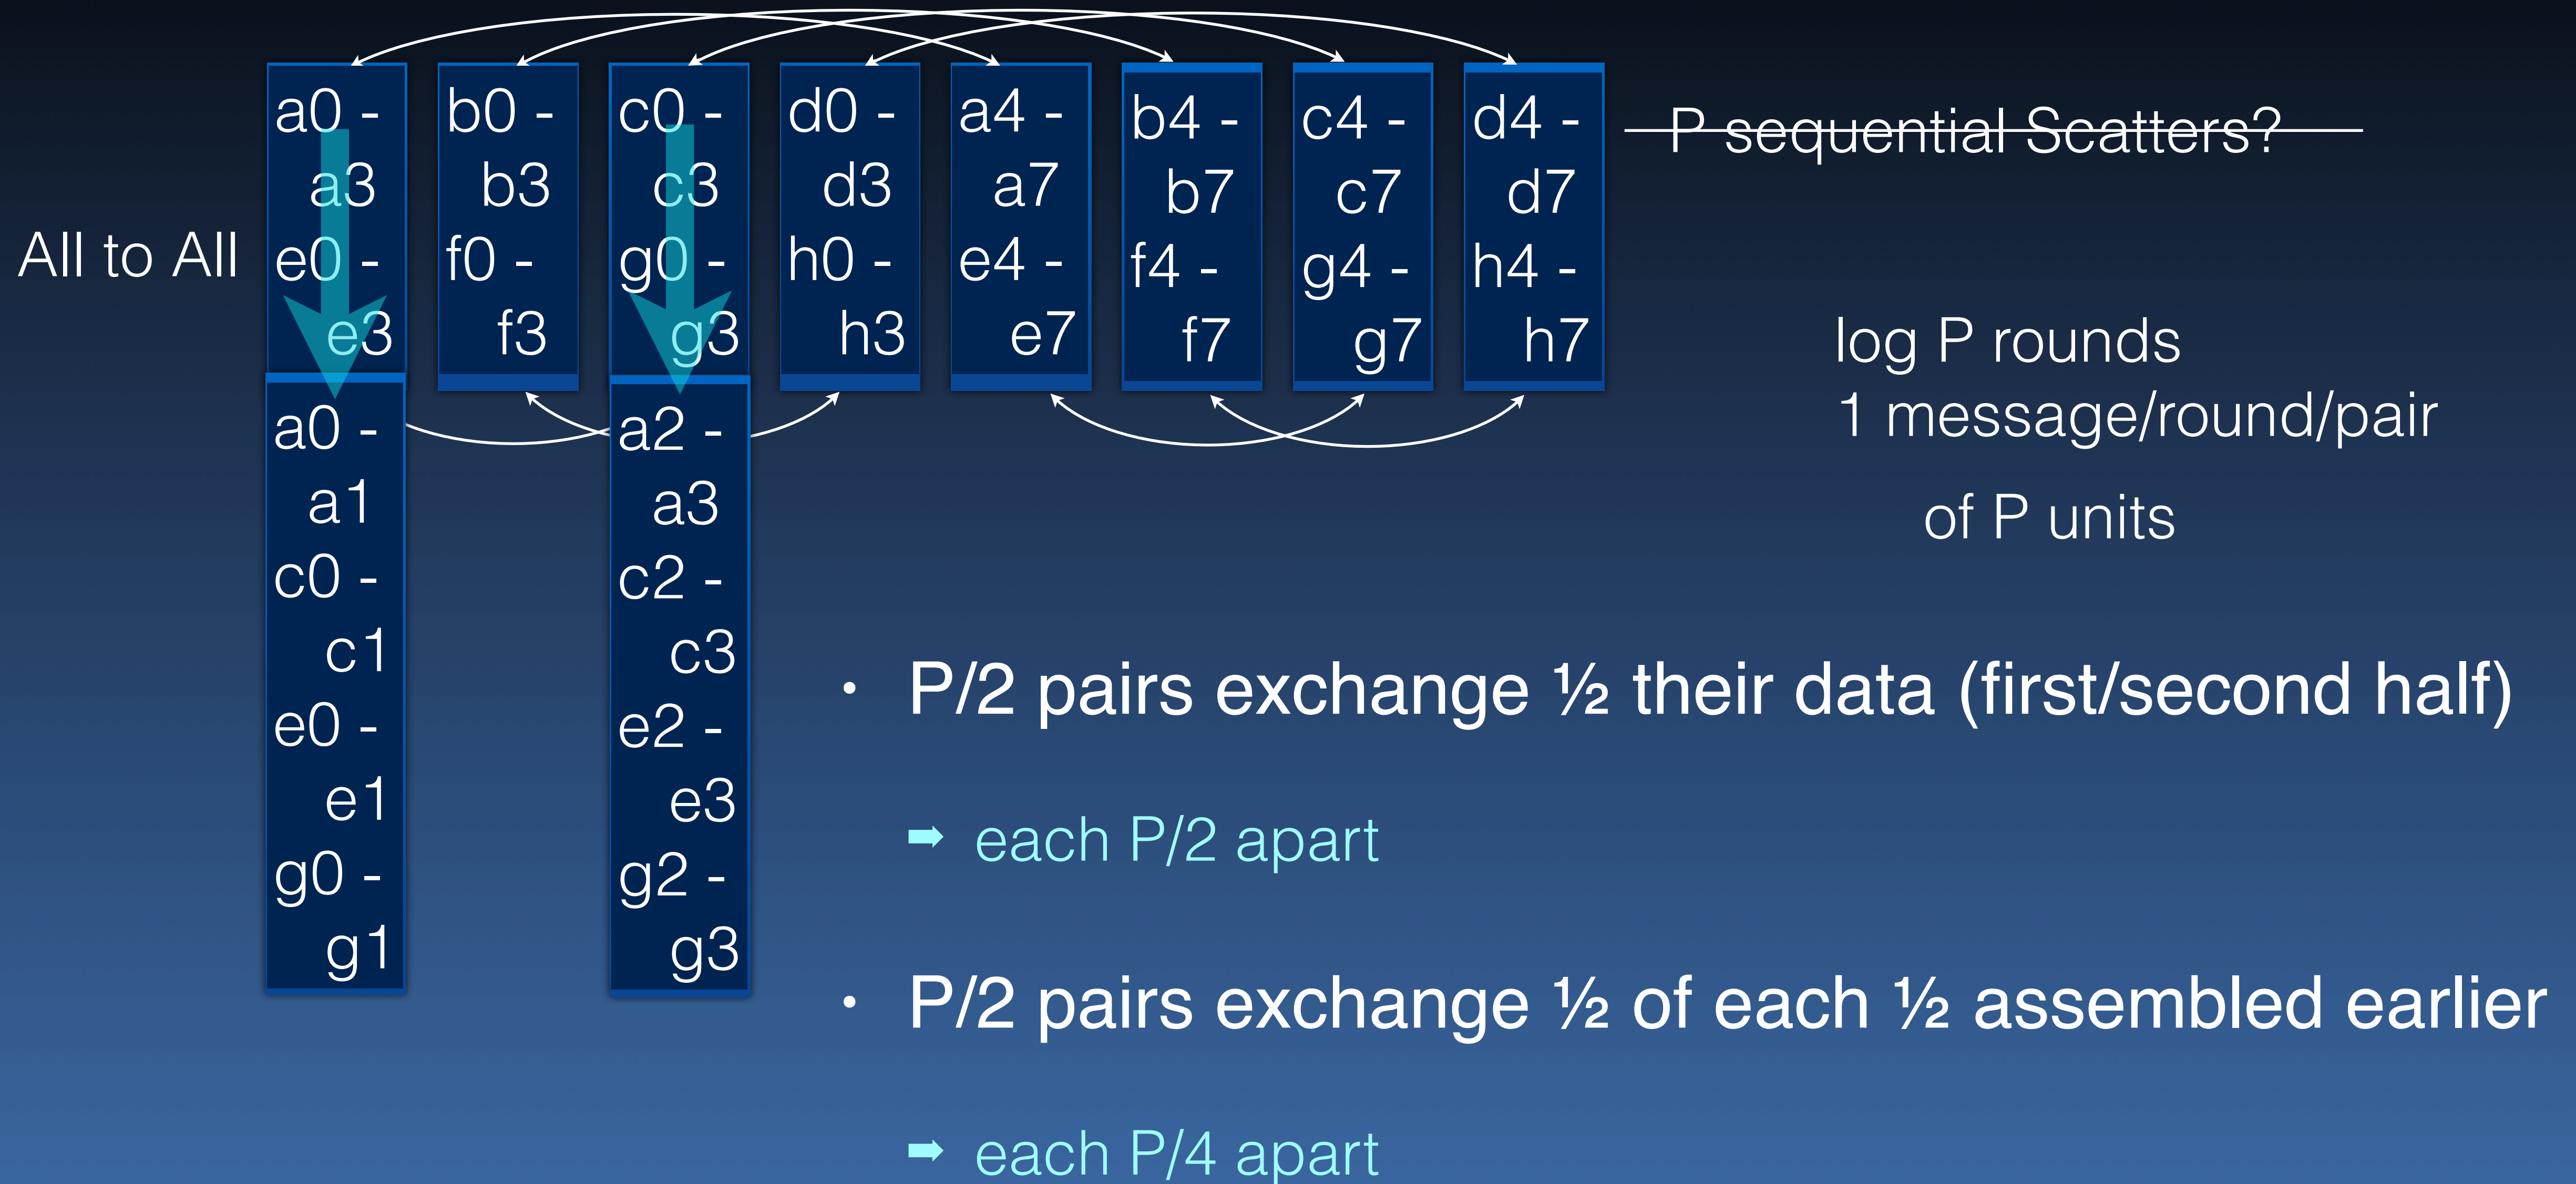 All to All
a0 -
a3
e0 -
e3
b0 -
b3
f0 -
f3
c0 -
c3
g0 -
g3
d0 -
d3
h0 -
h3
a4 -
a7
e4 -
e7
b4 -
b7
f4 -
f7
c4 -
c7
g4 -
g7
d4 -
d7
h4 -
h7
P sequential Scatters?
log P rounds
1 message/round/pair
of P units
a0 -
a1
c0 -
c1
e0 -
e1
g0 -
g1
a2 -
a3
c2 -
c3
e2 -
e3
g2 -
g3
• P/2 pairs exchange ½ their data (first/second half)
➡ each P/2 apart
• P/2 pairs exchange ½ of each ½ assembled earlier
➡ each P/4 apart